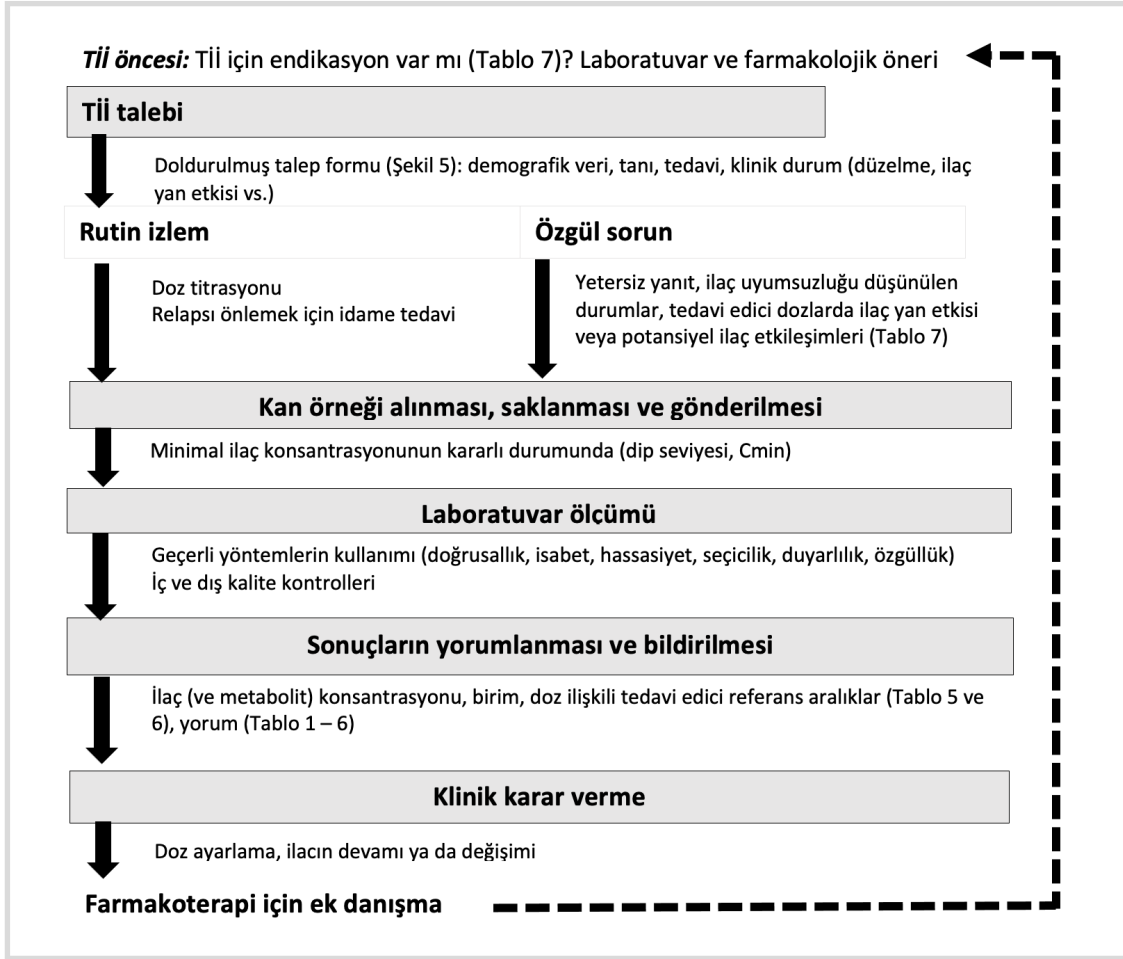 Tİİ öncesi: Tİİ için endikasyon var mı (Tablo 7)? Laboratuvar ve farmakolojik öneri
Tİİ talebi
Doldurulmuş talep formu (Şekil 5): demografik veri, tanı, tedavi, klinik durum (düzelme, ilaç
yan etkisi vs.)
Rutin izlem
Doz titrasyonu
Relapsı önlemek için idame tedavi
Özgül sorun
Yetersiz yanıt, ilaç uyumsuzluğu düşünülen
durumlar, tedavi edici dozlarda ilaç yan etkisi
veya potansiyel ilaç etkileşimleri (Tablo 7)
Kan örneği alınması, saklanması ve gönderilmesi
Minimal ilaç konsantrasyonunun kararlı durumunda (dip seviyesi, Cmin)
Laboratuvar ölçümü
Geçerli yöntemlerin kullanımı (doğrusallık, isabet, hassasiyet, seçicilik, duyarlılık, özgüllük)
İç ve dış kalite kontrolleri
Sonuçların yorumlanması ve bildirilmesi
İlaç (ve metabolit) konsantrasyonu, birim, doz ilişkili tedavi edici referans aralıklar (Tablo 5 ve
6), yorum (Tablo 1 – 6)
Klinik karar verme
Doz ayarlama, ilacın devamı ya da değişimi
Farmakoterapi için ek danışma